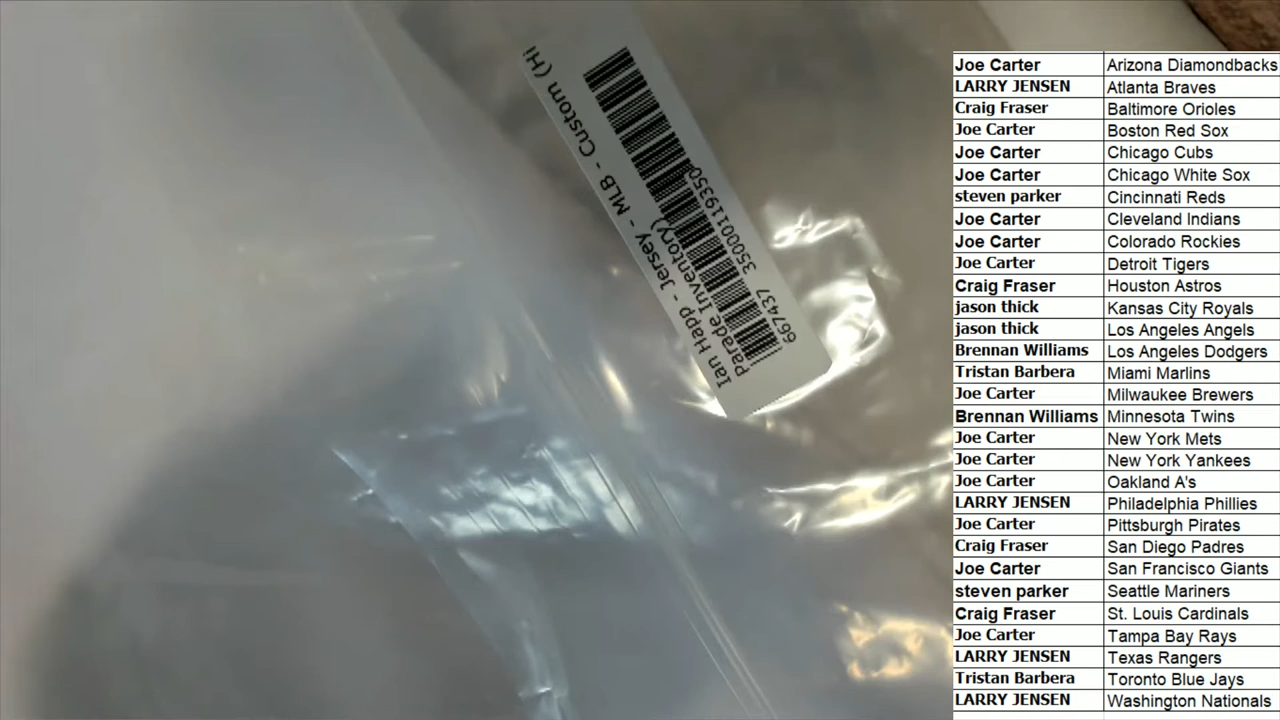 Ian Happ - Jersey - MLB - Custom (Hi
Parade Inventory)
667437 35000119350
Joe Carter Arizona Diamondbacks
LARRY JENSEN Atlanta Braves
Craig Fraser Baltimore Orioles
Joe Carter Boston Red Sox
Joe Carter Chicago Cubs
Joe Carter Chicago White Sox
steven parker Cincinnati Reds
Joe Carter Cleveland Indians
Joe Carter Colorado Rockies
Joe Carter Detroit Tigers
Craig Fraser Houston Astros
jason thick Kansas City Royals
jason thick Los Angeles Angels
Brennan Williams Los Angeles Dodgers
Tristan Barbera Miami Marlins
Joe Carter Milwaukee Brewers
Brennan Williams Minnesota Twins
Joe Carter New York Mets
Joe Carter New York Yankees
Joe Carter Oakland A's
LARRY JENSEN Philadelphia Phillies
Joe Carter Pittsburgh Pirates
Craig Fraser San Diego Padres
Joe Carter San Francisco Giants
steven parker Seattle Mariners
Craig Fraser St. Louis Cardinals
Joe Carter Tampa Bay Rays
LARRY JENSEN Texas Rangers
Tristan Barbera Toronto Blue Jays
LARRY JENSEN Washington Nationals